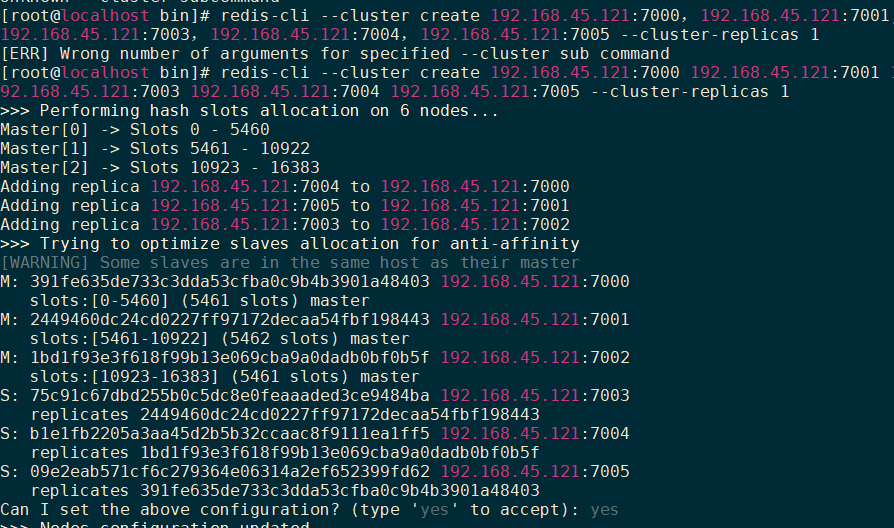 [root@localhost bin]# redis-cli --cluster create 192.168.45.121:7000, 192.168.45.121:7001,
192.168.45.121:7003, 192.168.45.121:7004, 192.168.45.121:7005 --cluster-replicas 1
[ERR] Wrong number of arguments for specified --cluster sub command
[root@localhost bin]# redis-cli --cluster create 192.168.45.121:7000 192.168.45.121:7001 1
92.168.45.121:7003 192.168.45.121:7004 192.168.45.121:7005 --cluster-replicas 1
>>> Performing hash slots allocation on 6 nodes...
Master[0] -> Slots 0 - 5460
Master[1] -> Slots 5461 - 10922
Master[2] -> Slots 10923 - 16383
Adding replica 192.168.45.121:7004 to 192.168.45.121:7000
Adding replica 192.168.45.121:7005 to 192.168.45.121:7001
Adding replica 192.168.45.121:7003 to 192.168.45.121:7002
>>> Trying to optimize slaves allocation for anti-affinity
[WARNING] Some slaves are in the same host as their master
M: 391fe635de733c3dda53cfba0c9b4b3901a48403 192.168.45.121:7000
   slots:[0-5460] (5461 slots) master
M: 2449460dc24cd0227ff97172decaa54fbf198443 192.168.45.121:7001
   slots:[5461-10922] (5462 slots) master
M: 1bd1f93e3f618f99b13e069cba9a0dadb0bf0b5f 192.168.45.121:7002
   slots:[10923-16383] (5461 slots) master
S: 75c91c67dbd255b0c5dc8e0feaaaded3ce9484ba 192.168.45.121:7003
   replicates 2449460dc24cd0227ff97172decaa54fbf198443
S: b1e1fb2205a3aa45d2b5b32ccaac8f9111ea1ff5 192.168.45.121:7004
   replicates 1bd1f93e3f618f99b13e069cba9a0dadb0bf0b5f
S: 09e2eab571cf6c279364e06314a2ef652399fd62 192.168.45.121:7005
   replicates 391fe635de733c3dda53cfba0c9b4b3901a48403
Can I set the above configuration? (type 'yes' to accept): yes
>>> Nodes configuration updated